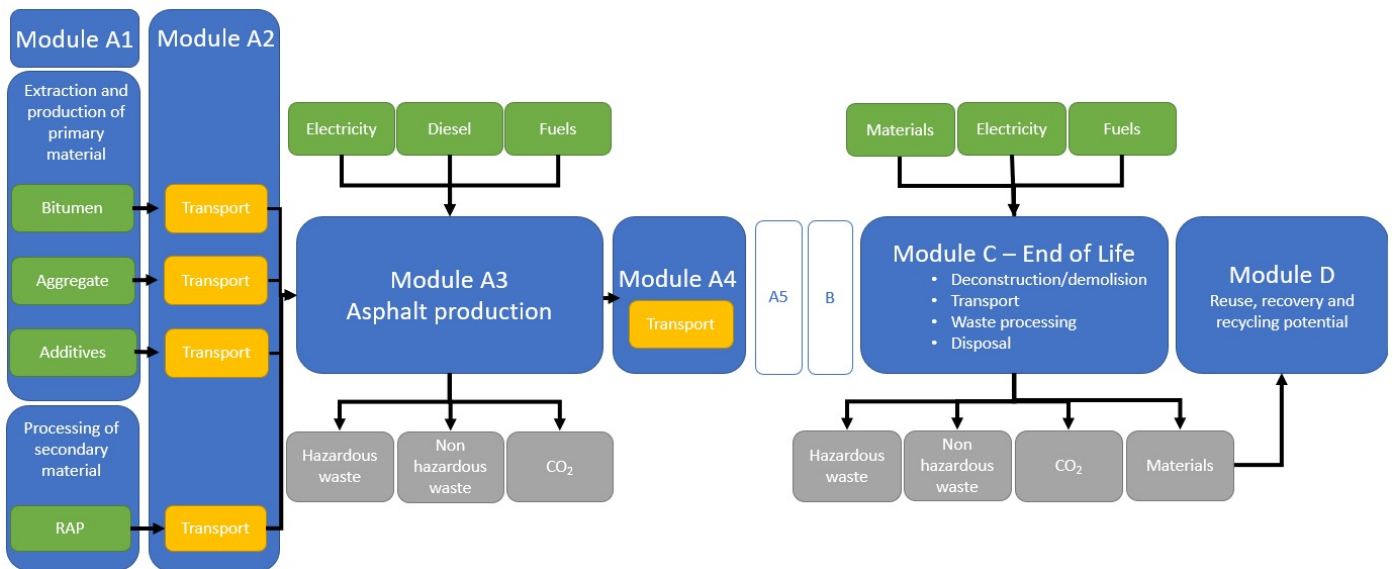 Module A1
Module A2
Extraction and
production of
primary
material
Bitumen
Transport
Aggregate
Transport
Additives
Transport
Processing of
secondary
material
RAP
Transport
Electricity
Diesel
Fuels
Module A3
Asphalt production
Hazardous
waste
Non
hazardous
waste
CO₂
Module A4
Transport
A5
B
Materials
Electricity
Fuels
Module C – End of Life
• Deconstruction/demolision
• Transport
• Waste processing
• Disposal
Hazardous
waste
Non
hazardous
waste
CO₂
Materials
Module D
Reuse, recovery and
recycling potential